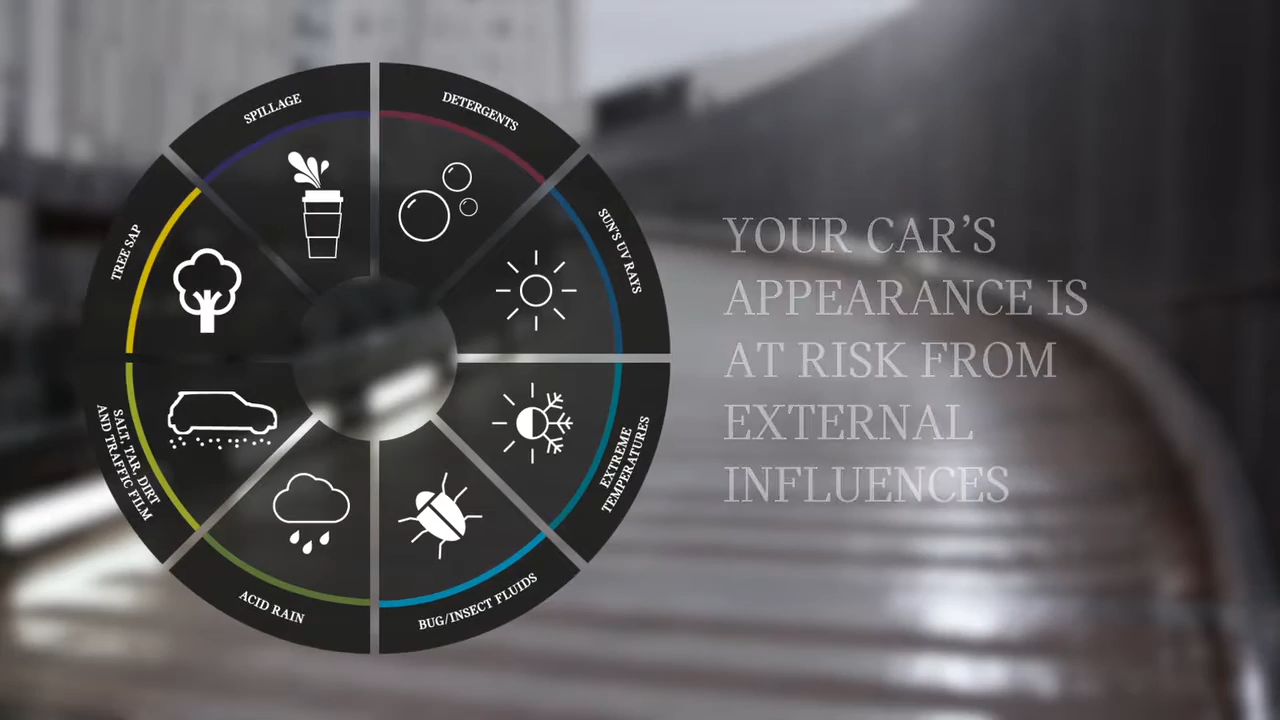 SPILLAGE
DETERGENTS
SUN'S UV RAYS
EXTREME
TEMPERATURES
BUG/INSECT FLUIDS
ACID RAIN
SALT, TAR, DIRT
AND TRAFFIC FILM
TREE SAP
YOUR CAR’S
APPEARANCE IS
AT RISK FROM
EXTERNAL
INFLUENCES